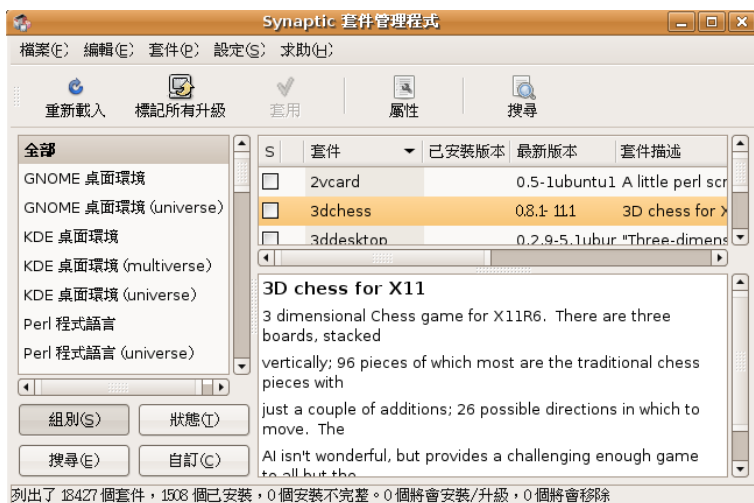 Synaptic 套件管理程式
檔案(F) 編輯(E) 套件(P) 設定(S) 求助(H)
重新載入 標記所有升級 套用 屬性 搜尋
全部
GNOME 桌面環境
GNOME 桌面環境 (universe)
KDE 桌面環境
KDE 桌面環境 (multiverse)
KDE 桌面環境 (universe)
Perl 程式語言
Perl 程式語言 (universe)
組別(S) 狀態(T)
搜尋(E) 自訂(C)
S 套件 已安裝版本 最新版本 套件描述
2vcard 0.5-1ubuntu1 A little perl scr
3dchess 0.8.1-11.1 3D chess for X
3ddesktop 0.2.9-5.1ubur "Three-dimens
3D chess for X11
3 dimensional Chess game for X11R6. There are three
boards, stacked
vertically; 96 pieces of which most are the traditional chess
pieces with
just a couple of additions; 26 possible directions in which to
move. The
AI isn't wonderful, but provides a challenging enough game
to all but the
列出了 18427 個套件，1508 個已安裝，0 個安裝不完整。0 個將會安裝/升級，0 個將會移除